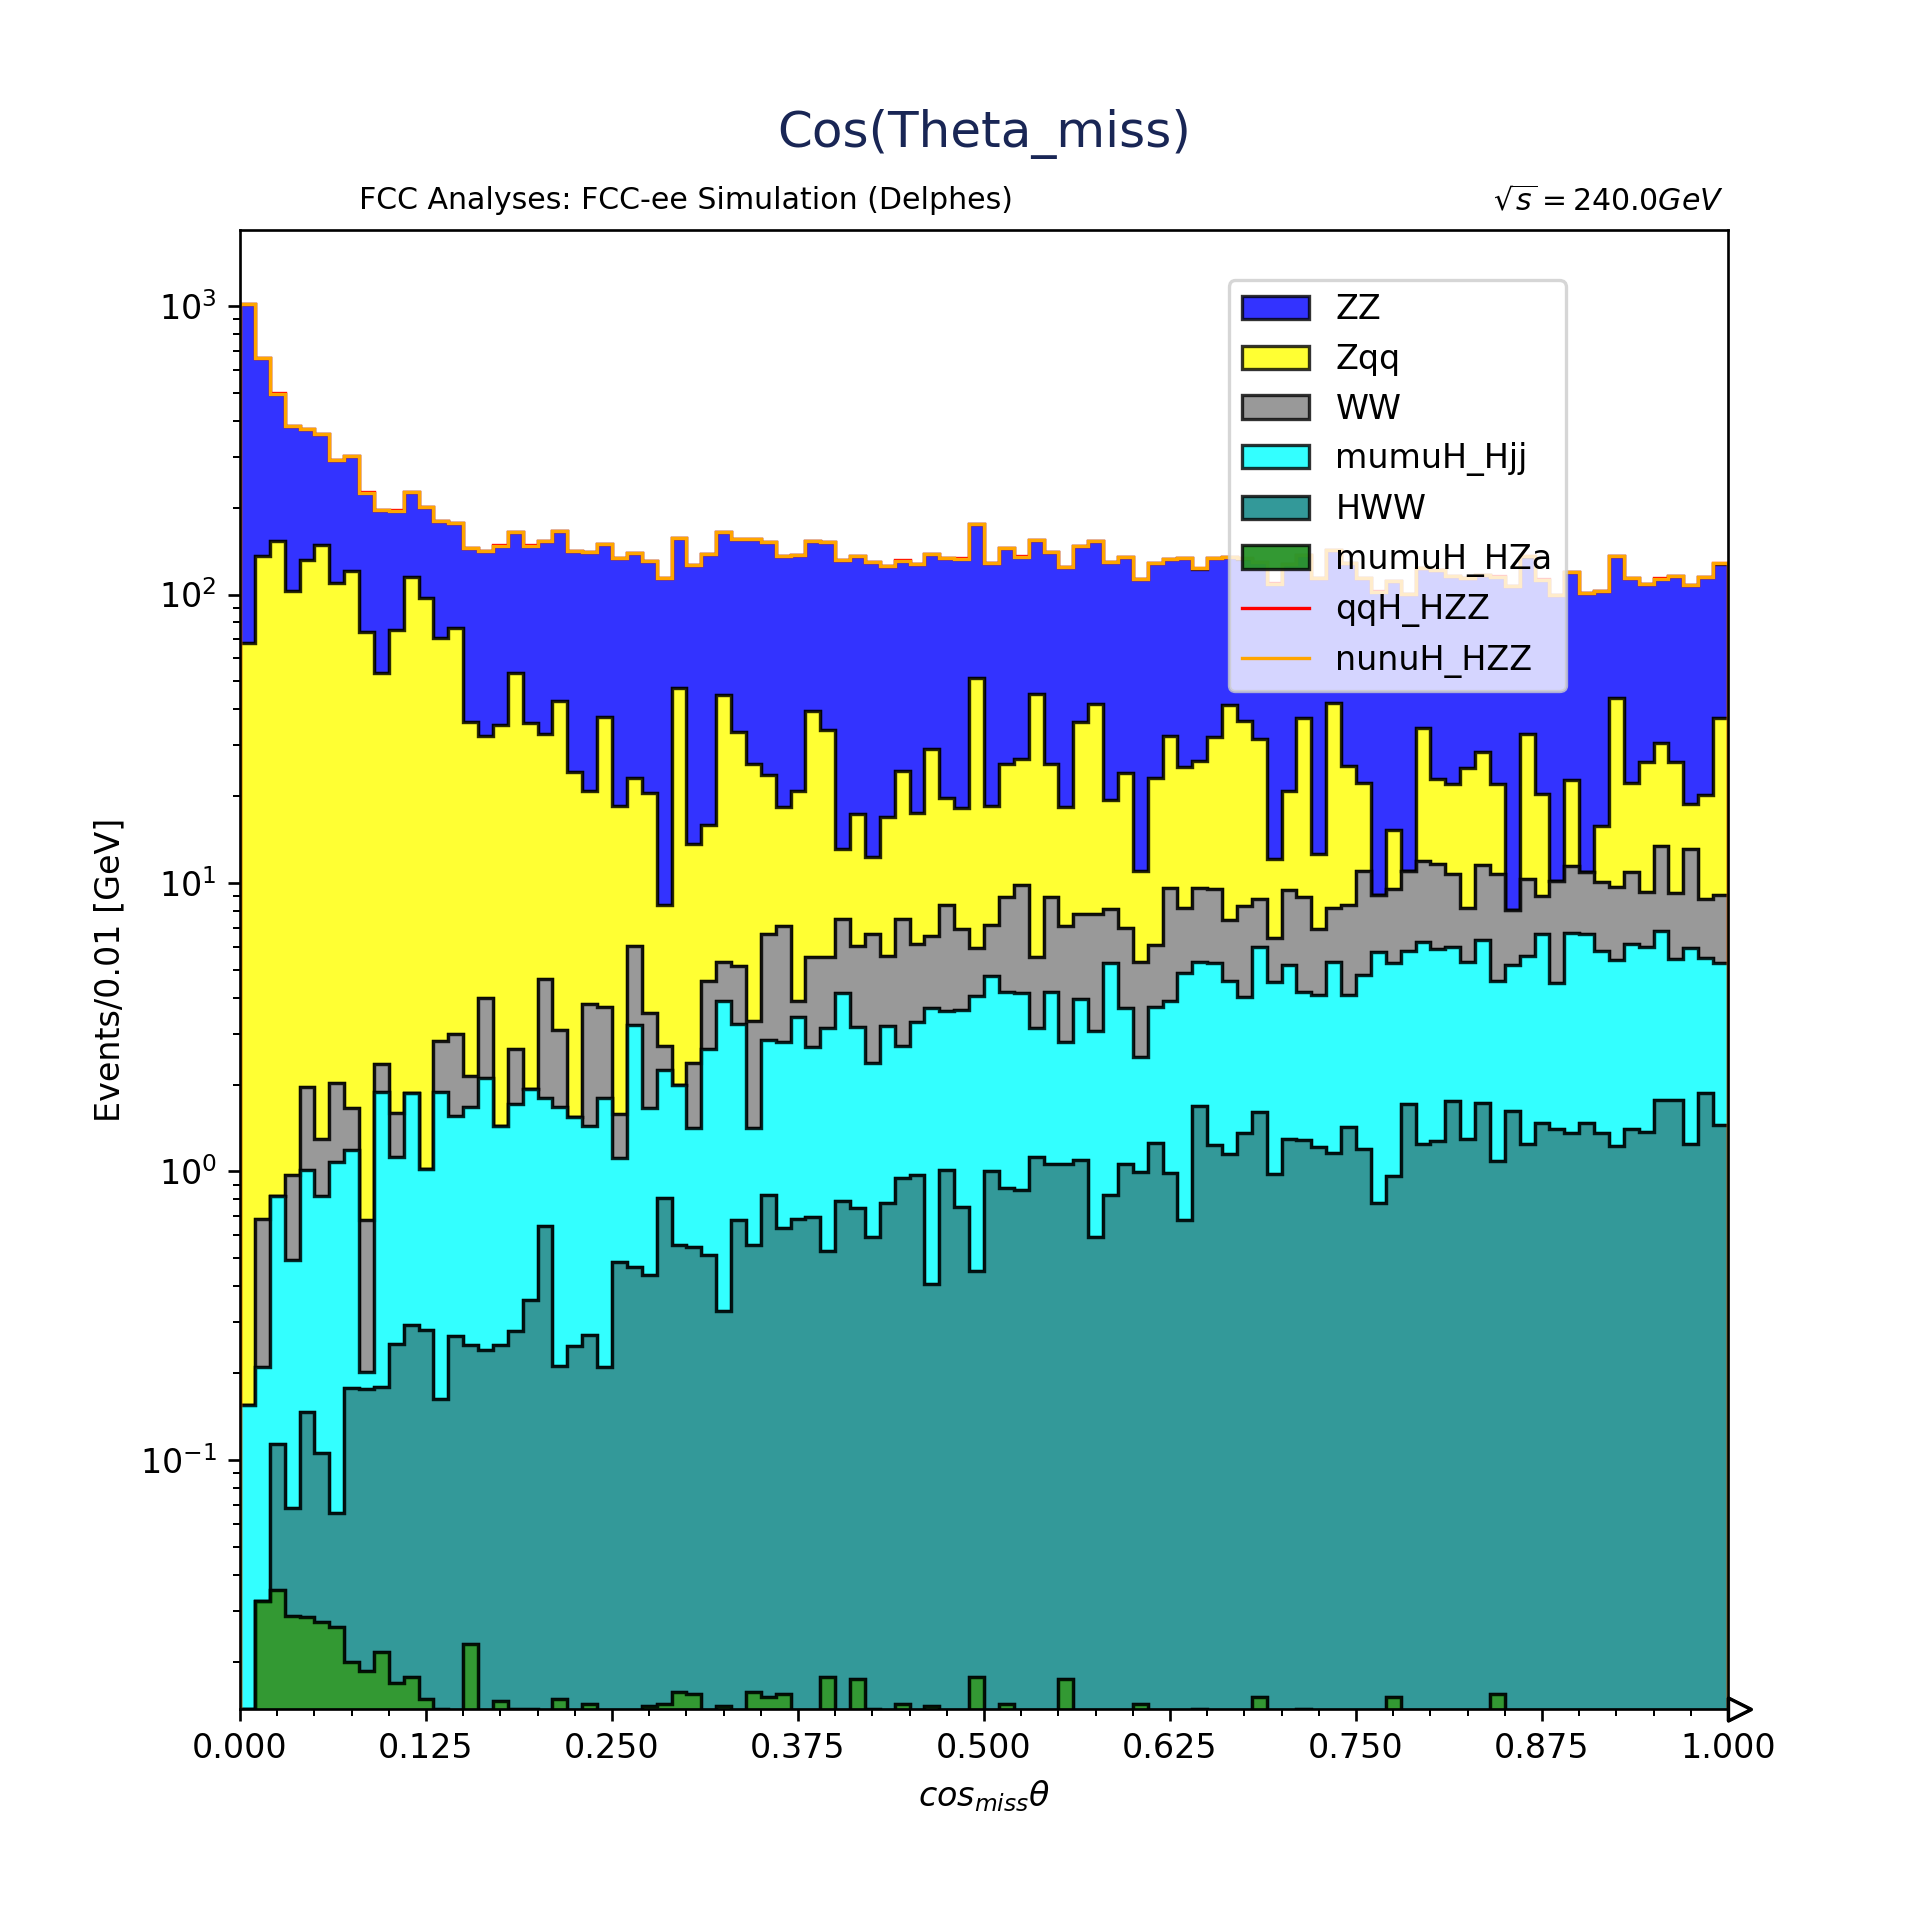 Cos(Theta_miss)
FCC Analyses: FCC-ee Simulation (Delphes)
√s = 240.0GeV
ZZ
Zqq
WW
mumuH_Hjj
HWW
mumuH_HZa
qqH_HZZ
nunuH_HZZ
Events/0.01 [GeV]
10³
10²
10¹
10⁰
10⁻¹
0.000 0.125 0.250 0.375 0.500 0.625 0.750 0.875 1.000
cos_missθ